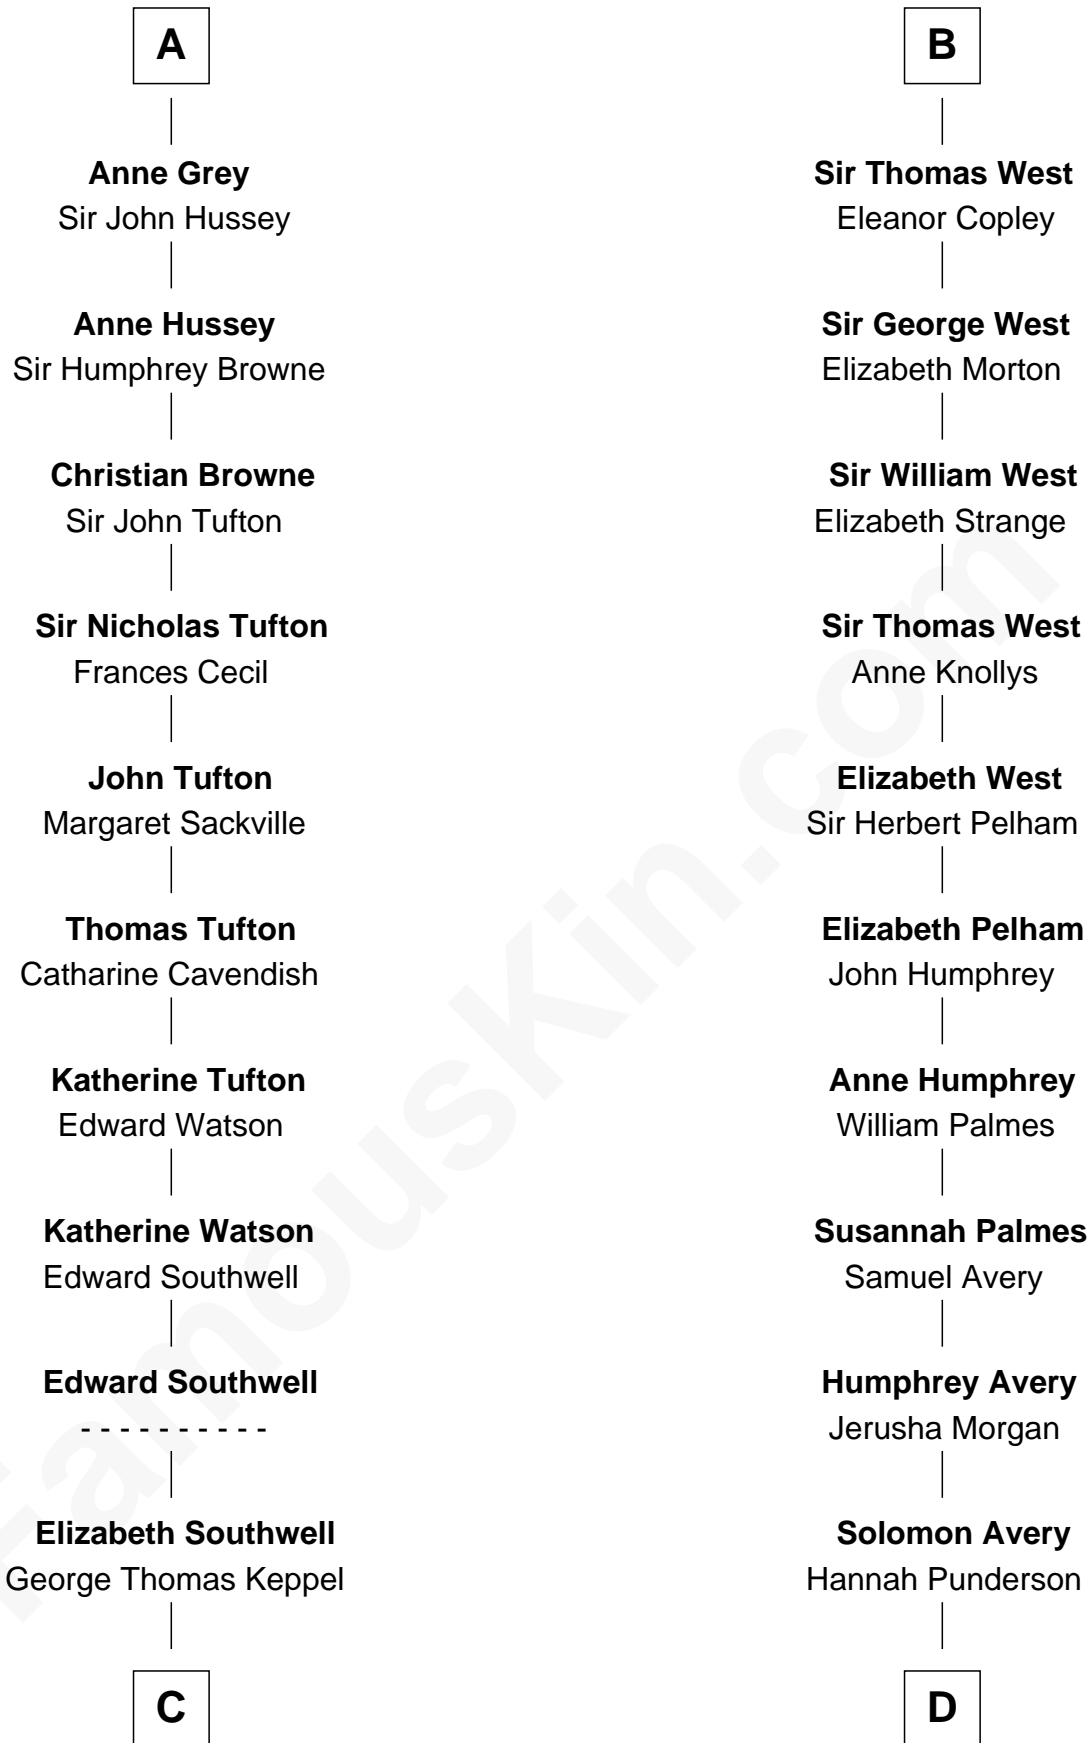 A
Anne Grey
Sir John Hussey
Anne Hussey
Sir Humphrey Browne
Christian Browne
Sir John Tufton
Sir Nicholas Tufton
Frances Cecil
John Tufton
Margaret Sackville
Thomas Tufton
Catharine Cavendish
Katherine Tufton
Edward Watson
Katherine Watson
Edward Southwell
Edward Southwell
- - - - - - - - - -
Elizabeth Southwell
George Thomas Keppel
C
B
Sir Thomas West
Eleanor Copley
Sir George West
Elizabeth Morton
Sir William West
Elizabeth Strange
Sir Thomas West
Anne Knollys
Elizabeth West
Sir Herbert Pelham
Elizabeth Pelham
John Humphrey
Anne Humphrey
William Palmes
Susannah Palmes
Samuel Avery
Humphrey Avery
Jerusha Morgan
Solomon Avery
Hannah Punderson
D
FamousKin.com